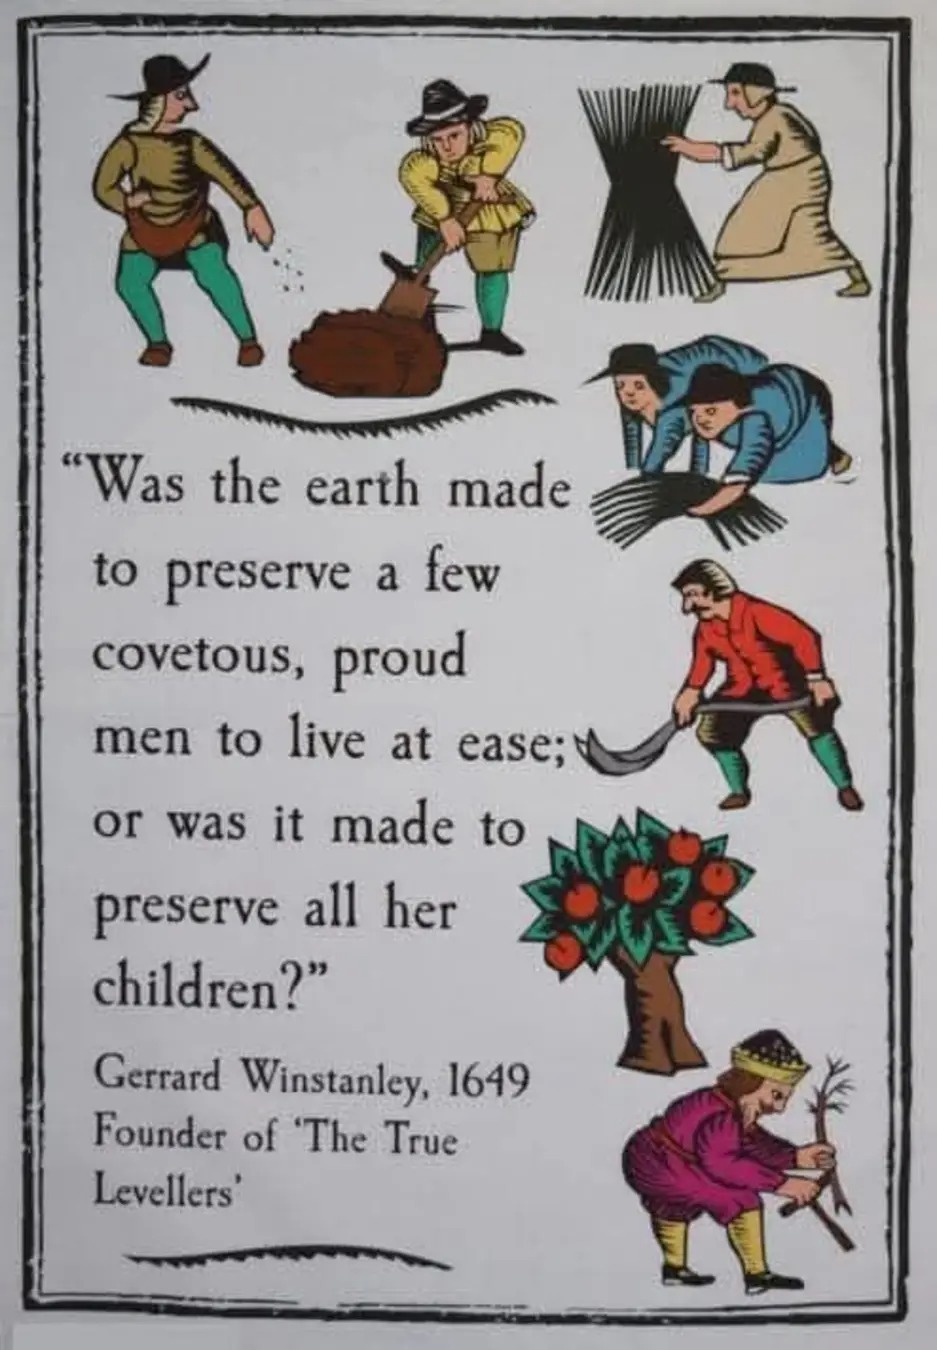 “Was the earth made
to preserve a few
covetous, proud
men to live at ease;
or was it made to
preserve all her
children?”
Gerrard Winstanley, 1649
Founder of ‘The True
Levellers’